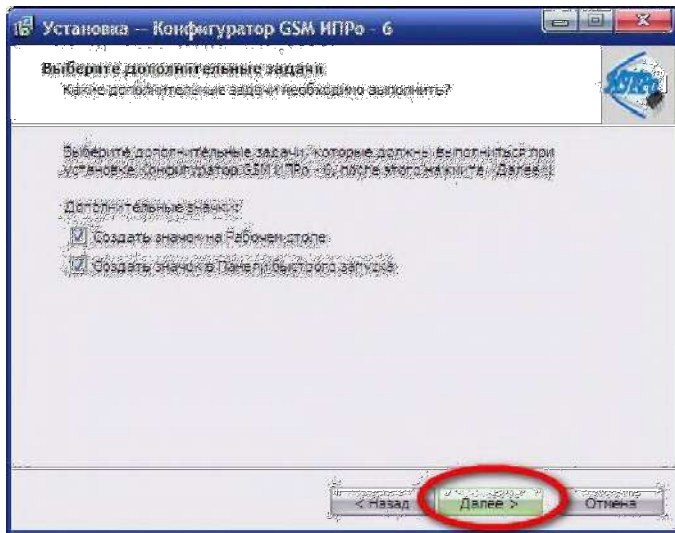 Установка — Конфигуратор GSM ИПРо - 6
Выберите дополнительные задачи
Какие дополнительные задачи необходимо выполнить?
Выберите дополнительные задачи, которые должны выполниться при
установке Конфигуратор GSM ИПРо - 6, после этого нажмите «Далее»:
Дополнительные значки:
Создать значок на Рабочем столе
Создать значок в Панели быстрого запуска
< Назад
Далее >
Отмена